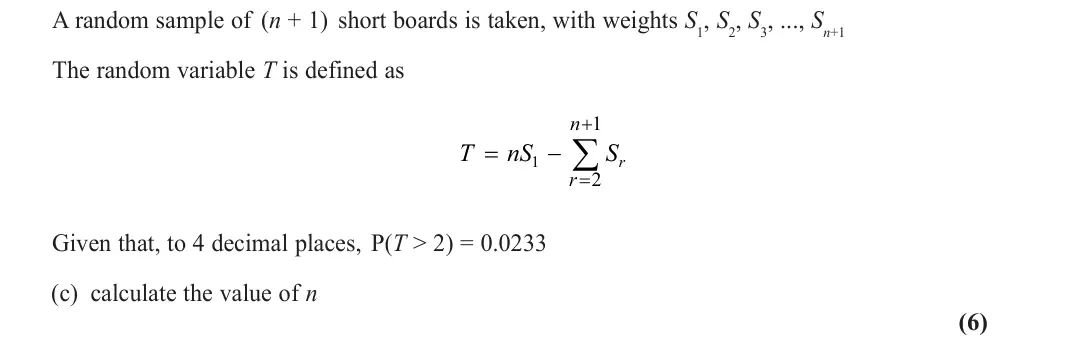 A random sample of (n + 1) short boards is taken, with weights S₁, S₂, S₃, ..., Sₙ₊₁
The random variable T is defined as
T = nS₁ − ∑_{r=2}^{n+1} Sᵣ
Given that, to 4 decimal places, P(T > 2) = 0.0233
(c) calculate the value of n
(6)